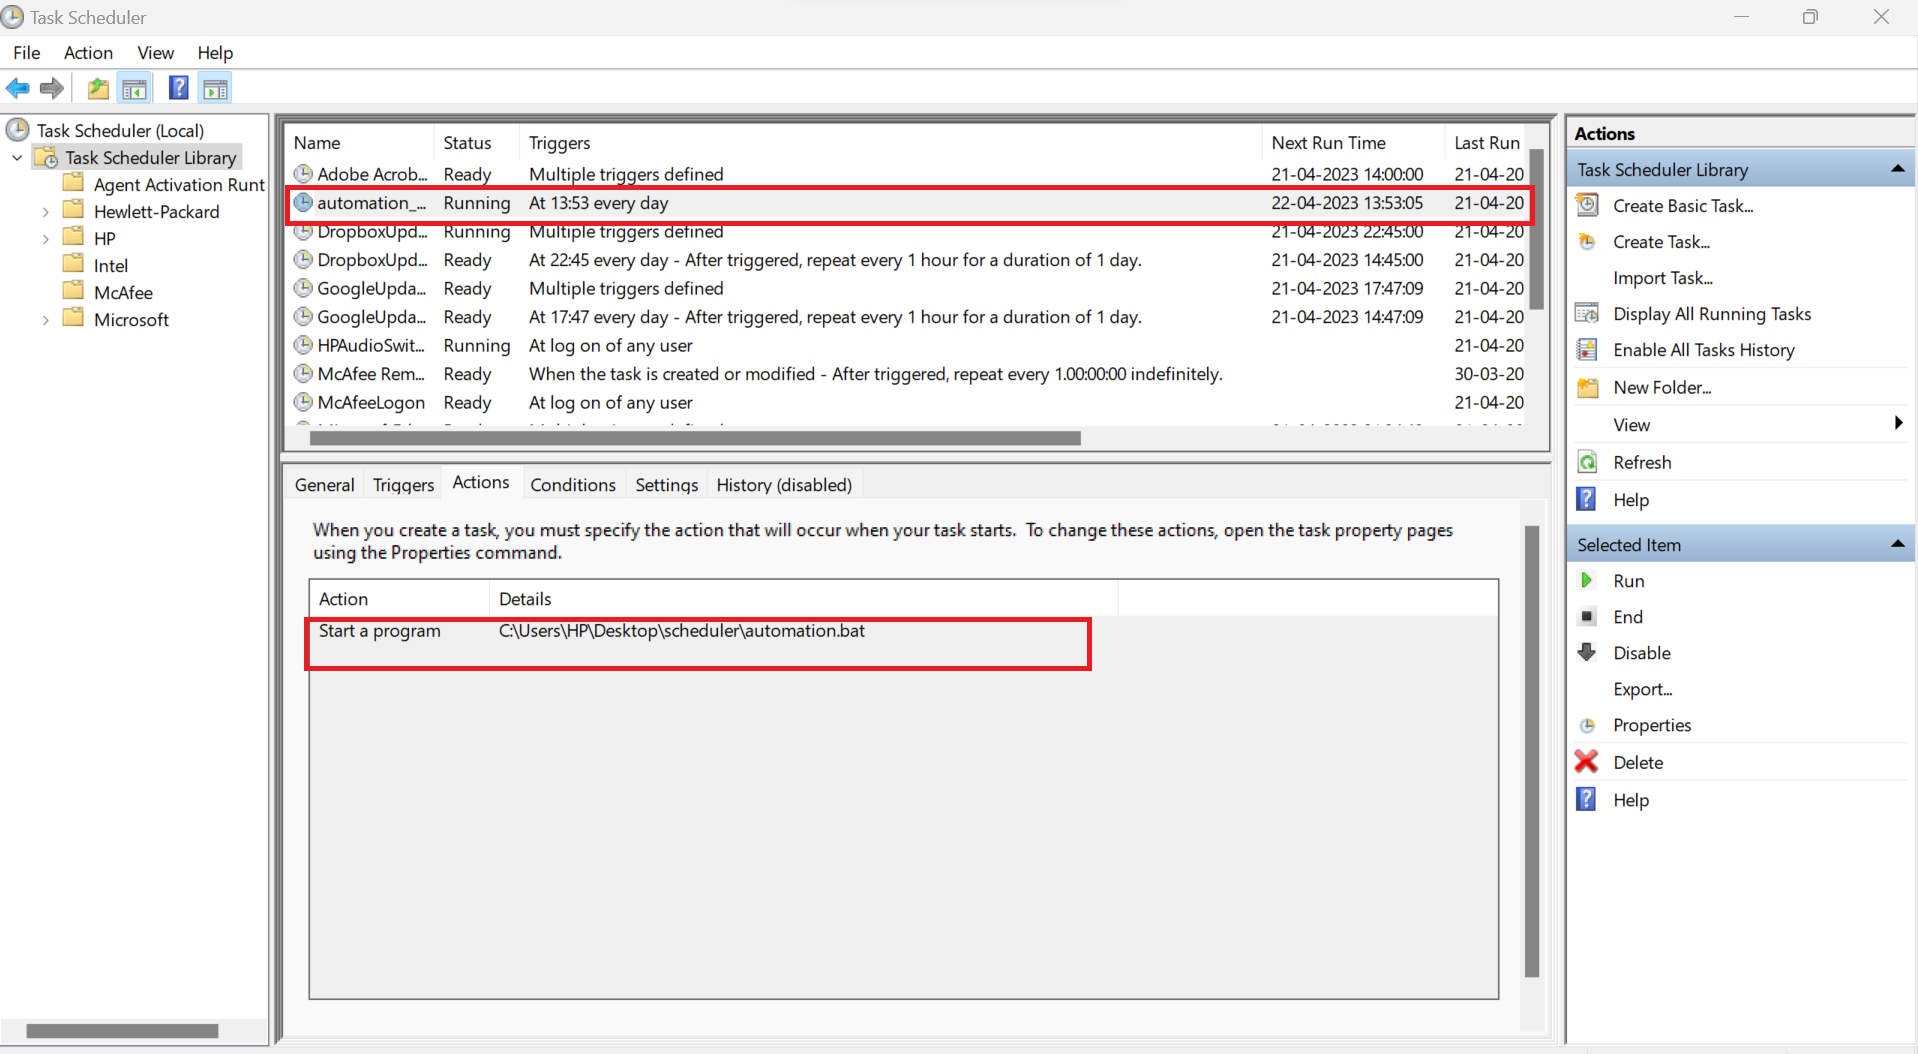 Task Scheduler
File Action View Help
Task Scheduler (Local)
Task Scheduler Library
Agent Activation Runt
Hewlett-Packard
HP
Intel
McAfee
Microsoft
Name Status Triggers Next Run Time Last Run
Adobe Acrob... Ready Multiple triggers defined 21-04-2023 14:00:00 21-04-20
automation_... Running At 13:53 every day 22-04-2023 13:53:05 21-04-20
DropboxUpd... Running Multiple triggers defined 21-04-2023 22:45:00 21-04-20
DropboxUpd... Ready At 22:45 every day - After triggered, repeat every 1 hour for a duration of 1 day. 21-04-2023 14:45:00 21-04-20
GoogleUpda... Ready Multiple triggers defined 21-04-2023 17:47:09 21-04-20
GoogleUpda... Ready At 17:47 every day - After triggered, repeat every 1 hour for a duration of 1 day. 21-04-2023 14:47:09 21-04-20
HPAudioSwit... Running At log on of any user 21-04-20
McAfee Rem... Ready When the task is created or modified - After triggered, repeat every 1.00:00:00 indefinitely. 30-03-20
McAfeeLogon Ready At log on of any user 21-04-20
General Triggers Actions Conditions Settings History (disabled)
When you create a task, you must specify the action that will occur when your task starts. To change these actions, open the task property pages
using the Properties command.
Action Details
Start a program C:\Users\HP\Desktop\scheduler\automation.bat
Actions
Task Scheduler Library
Create Basic Task...
Create Task...
Import Task...
Display All Running Tasks
Enable All Tasks History
New Folder...
View
Refresh
Help
Selected Item
Run
End
Disable
Export...
Properties
Delete
Help